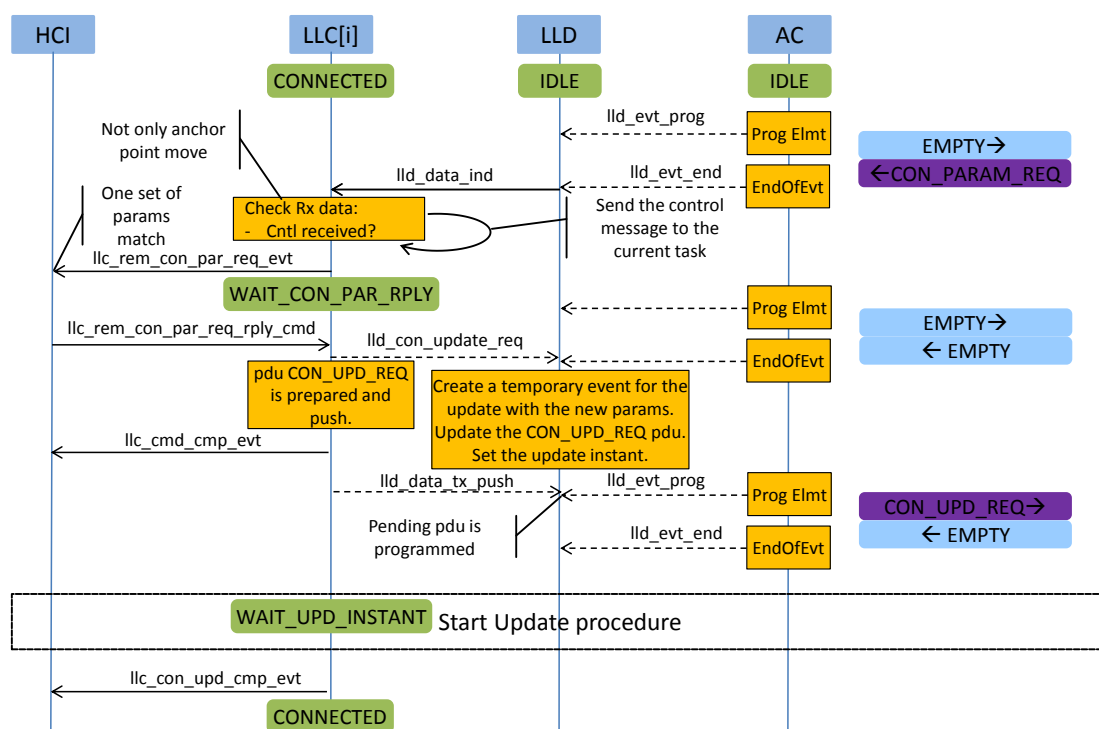 HCI
LLC[i]
LLD
AC
CONNECTED
IDLE
IDLE
Not only anchor
point move
lld_evt_prog
Prog Elmt
EMPTY→
←CON_PARAM_REQ
lld_data_ind
lld_evt_end
EndOfEvt
One set of
params
match
Check Rx data:
- Cntl received?
Send the control
message to the
current task
llc_rem_con_par_req_evt
WAIT_CON_PAR_RPLY
Prog Elmt
EMPTY→
← EMPTY
llc_rem_con_par_req_rply_cmd
lld_con_update_req
EndOfEvt
pdu CON_UPD_REQ
is prepared and
push.
Create a temporary event for the
update with the new params.
Update the CON_UPD_REQ pdu.
Set the update instant.
llc_cmd_cmp_evt
lld_data_tx_push
lld_evt_prog
Prog Elmt
CON_UPD_REQ→
← EMPTY
Pending pdu is
programmed
lld_evt_end
EndOfEvt
WAIT_UPD_INSTANT
Start Update procedure
llc_con_upd_cmp_evt
CONNECTED